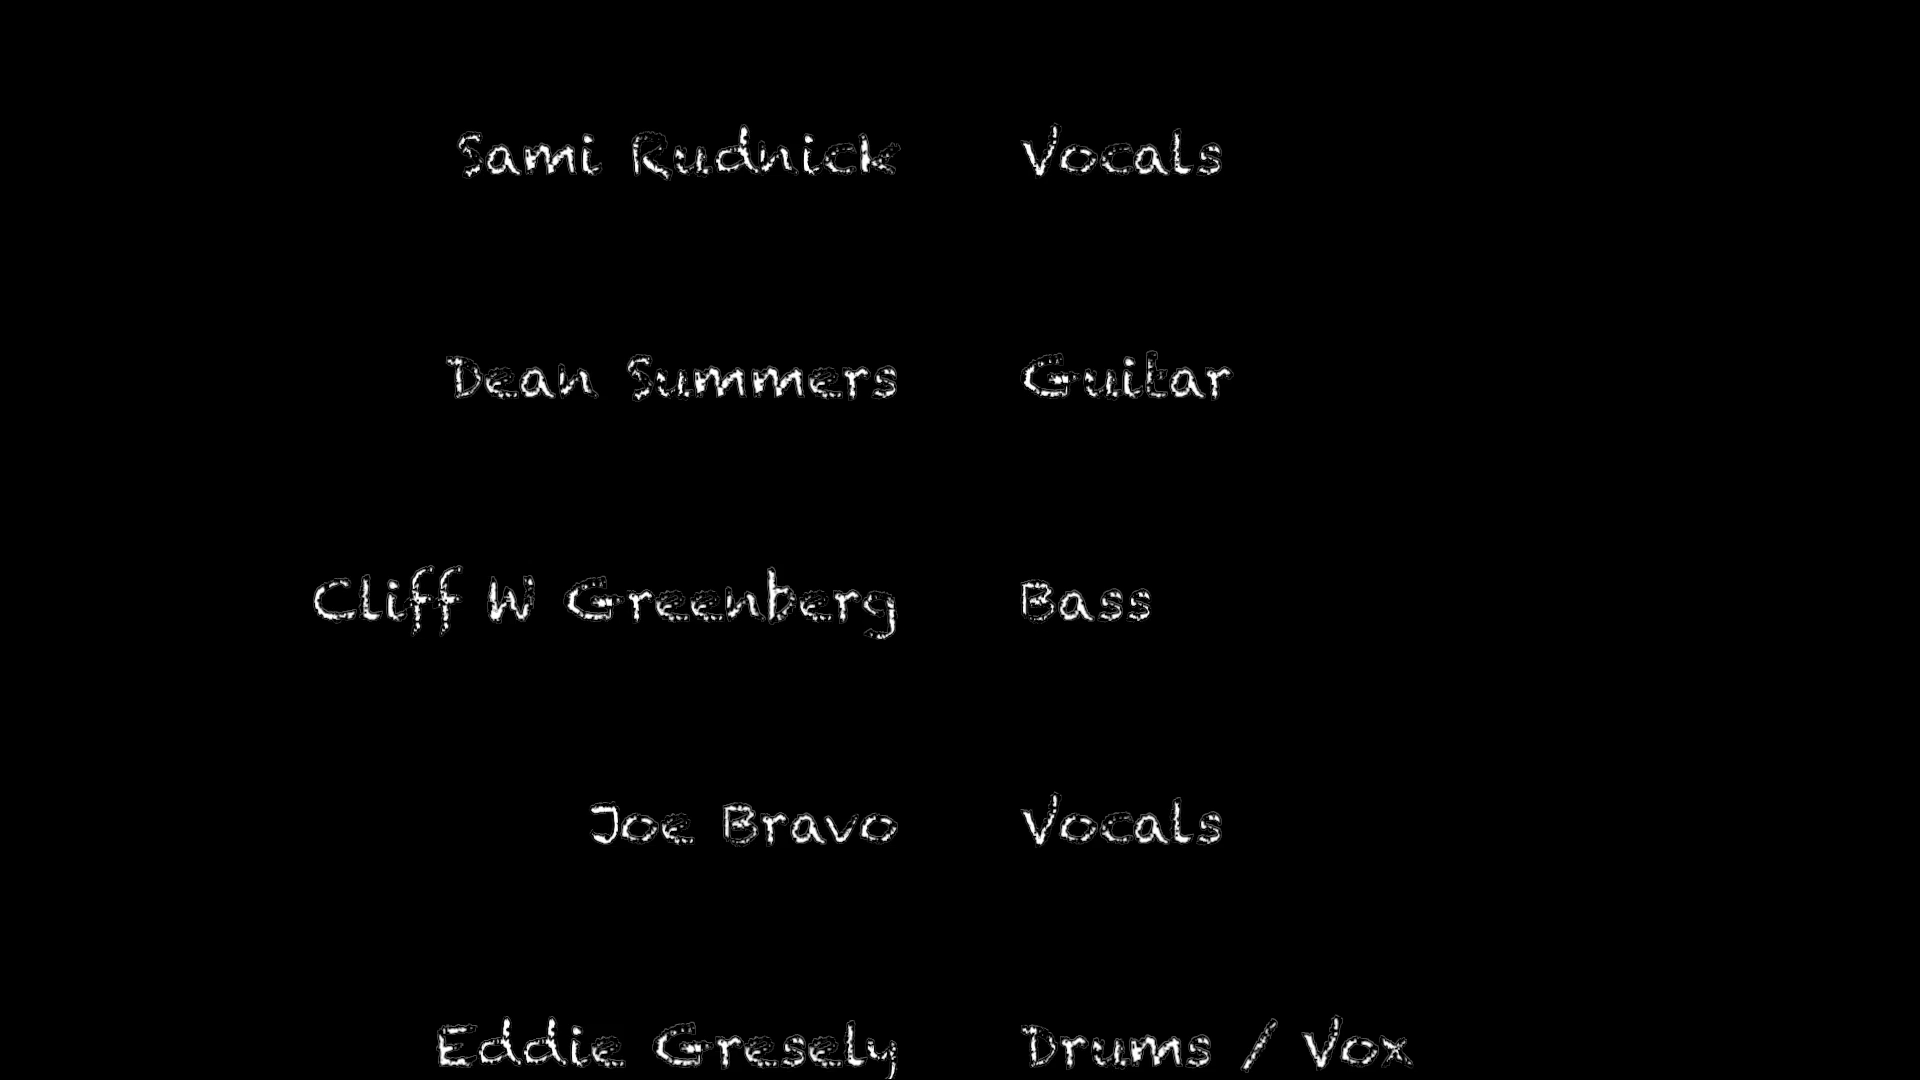 Sami Rudnick Vocals
Dean Summers Guitar
Cliff W Greenberg Bass
Joe Bravo Vocals
Eddie Gresely Drums / Vox